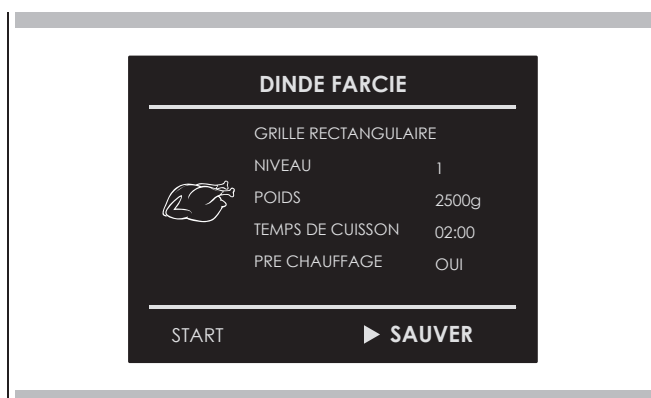 DINDE FARCIE
GRILLE RECTANGULAIRE
NIVEAU 1
POIDS 2500g
TEMPS DE CUISSON 02:00
PRE CHAUFFAGE OUI
START ▶ SAUVER